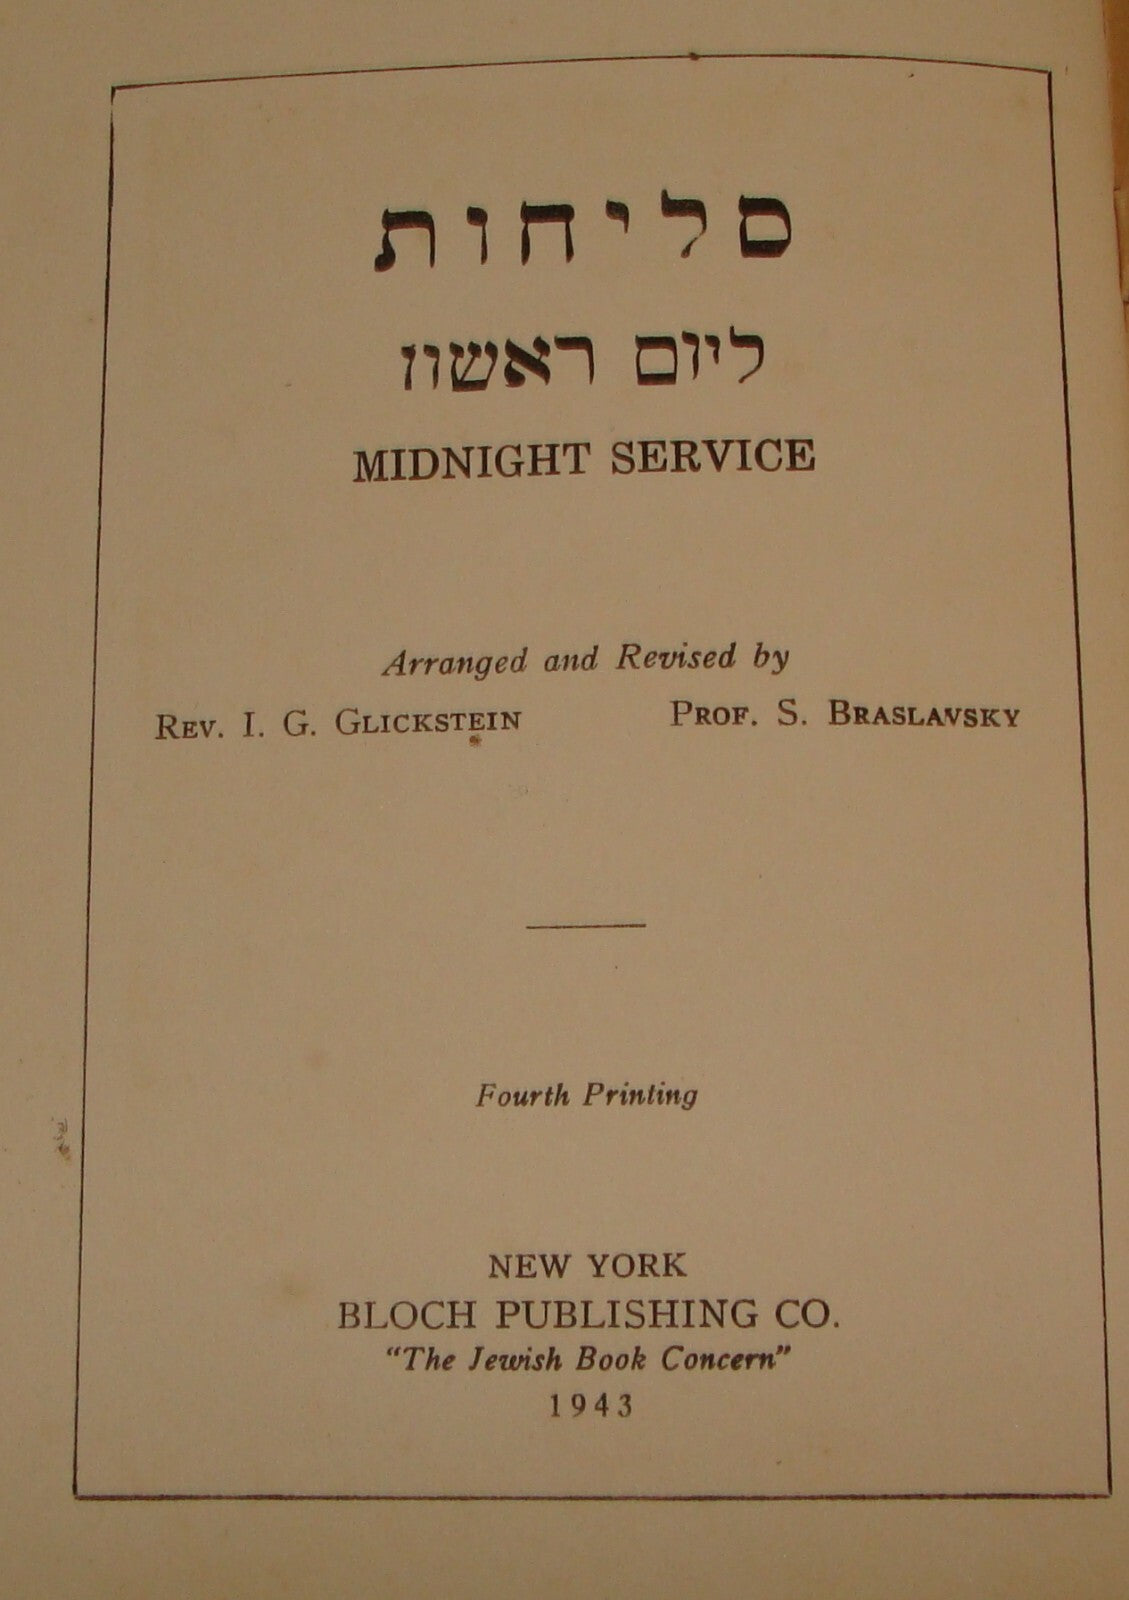 סליחות
ליום ראשון
MIDNIGHT SERVICE
Arranged and Revised by
REV. I. G. GLICKSTEIN PROF. S. BRASLAVSKY
Fourth Printing
NEW YORK
BLOCH PUBLISHING CO.
"The Jewish Book Concern"
1943